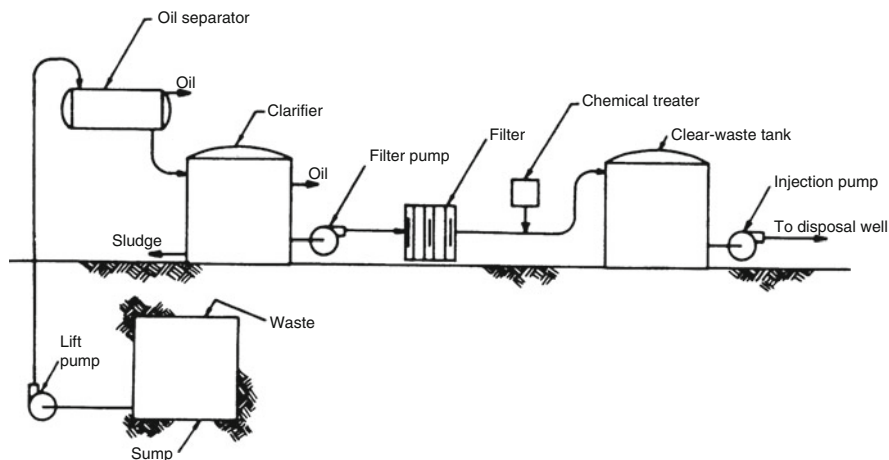 Oil separator
Oil
Clarifier
Chemical treater
Filter
Clear-waste tank
Filter pump
Injection pump
Oil
To disposal well
Sludge
Waste
Lift
pump
Sump